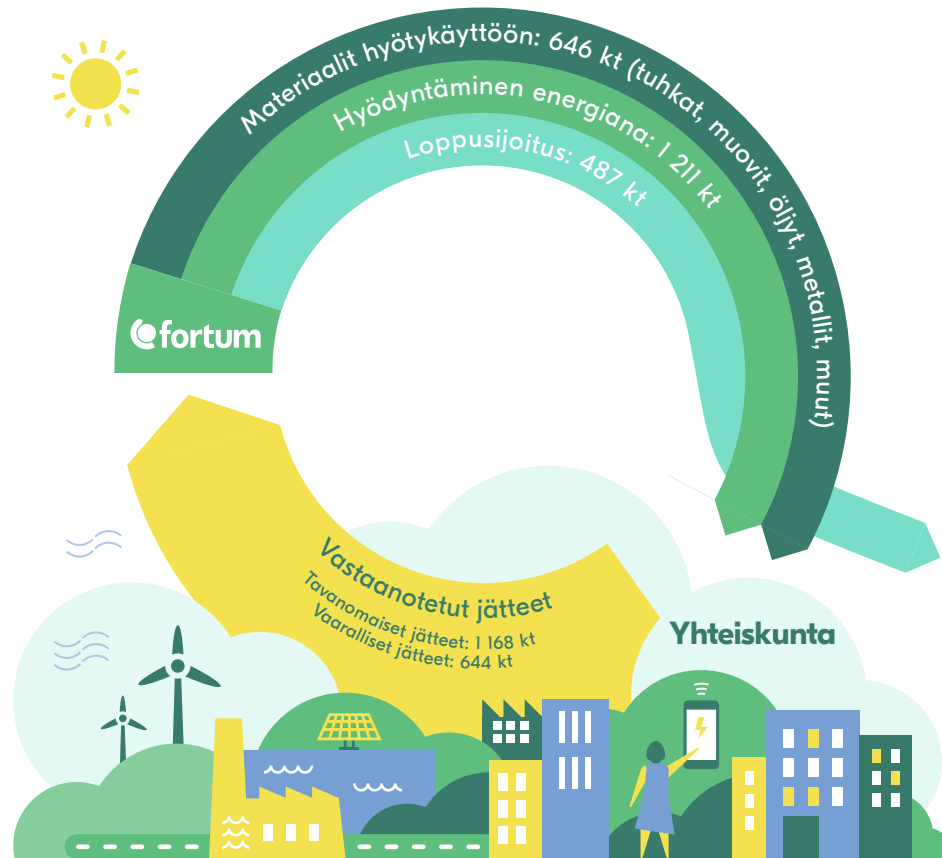 Materiaalit hyötykäyttöön: 646 kt (tuhkat, muovit, öljyt, metallit, muut)
Hyödyntäminen energiana: 1 211 kt
Loppusijoitus: 487 kt
fortum
Vastaanotetut jätteet
Tavanomaiset jätteet: 1 168 kt
Vaaralliset jätteet: 644 kt
Yhteiskunta